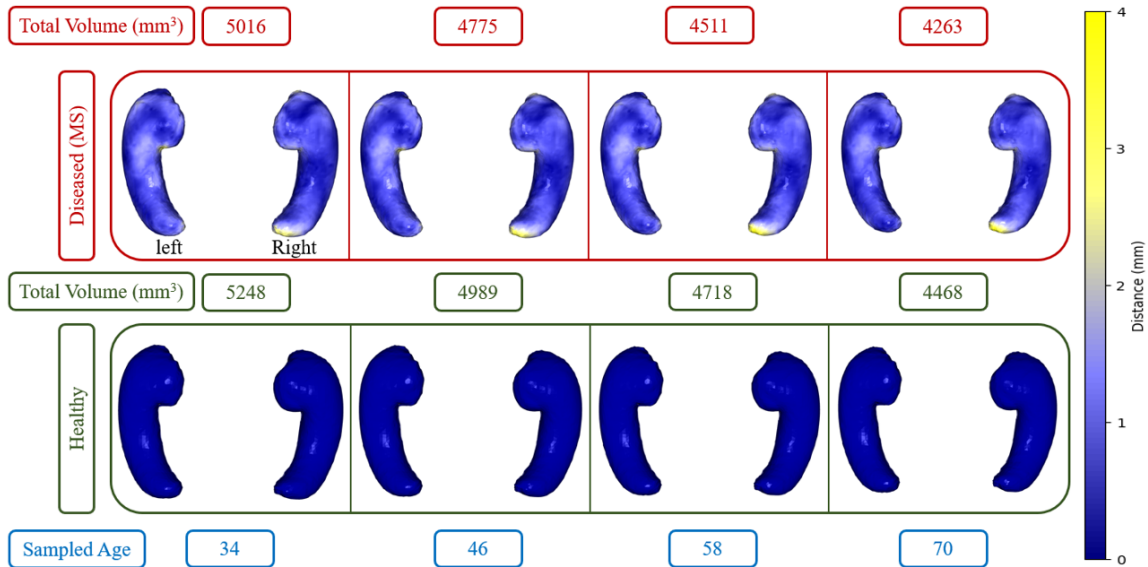 Total Volume (mm³) 5016 4775 4511 4263
Diseased (MS)
left Right
Total Volume (mm³) 5248 4989 4718 4468
Healthy
Sampled Age 34 46 58 70
4
3
2
1
0
Distance (mm)